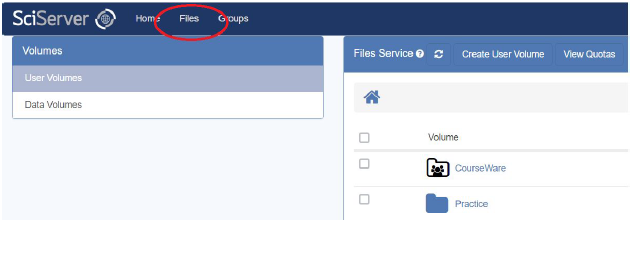 SciServer Home Files Groups
Volumes
User Volumes
Data Volumes
Files Service Create User Volume View Quotas
Volume
CourseWare
Practice